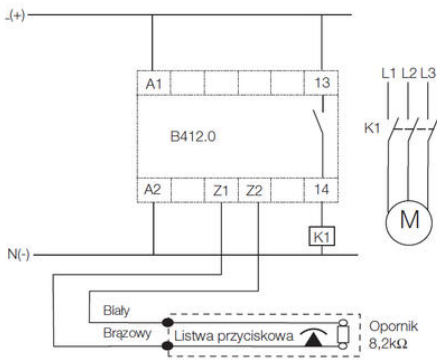 L(+)
A1 13
L1 L2 L3
B412.0
K1
M
A2 Z1 Z2 14
K1
N(-)
Biały
Brązowy
Listwa przyciskowa
Opornik
8,2kΩ